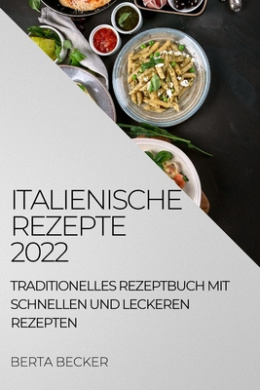 ITALIENISCHE
REZEPTE
2022
TRADITIONELLES REZEPTBUCH MIT
SCHNELLEN UND LECKEREN
REZEPTEN
BERTA BECKER